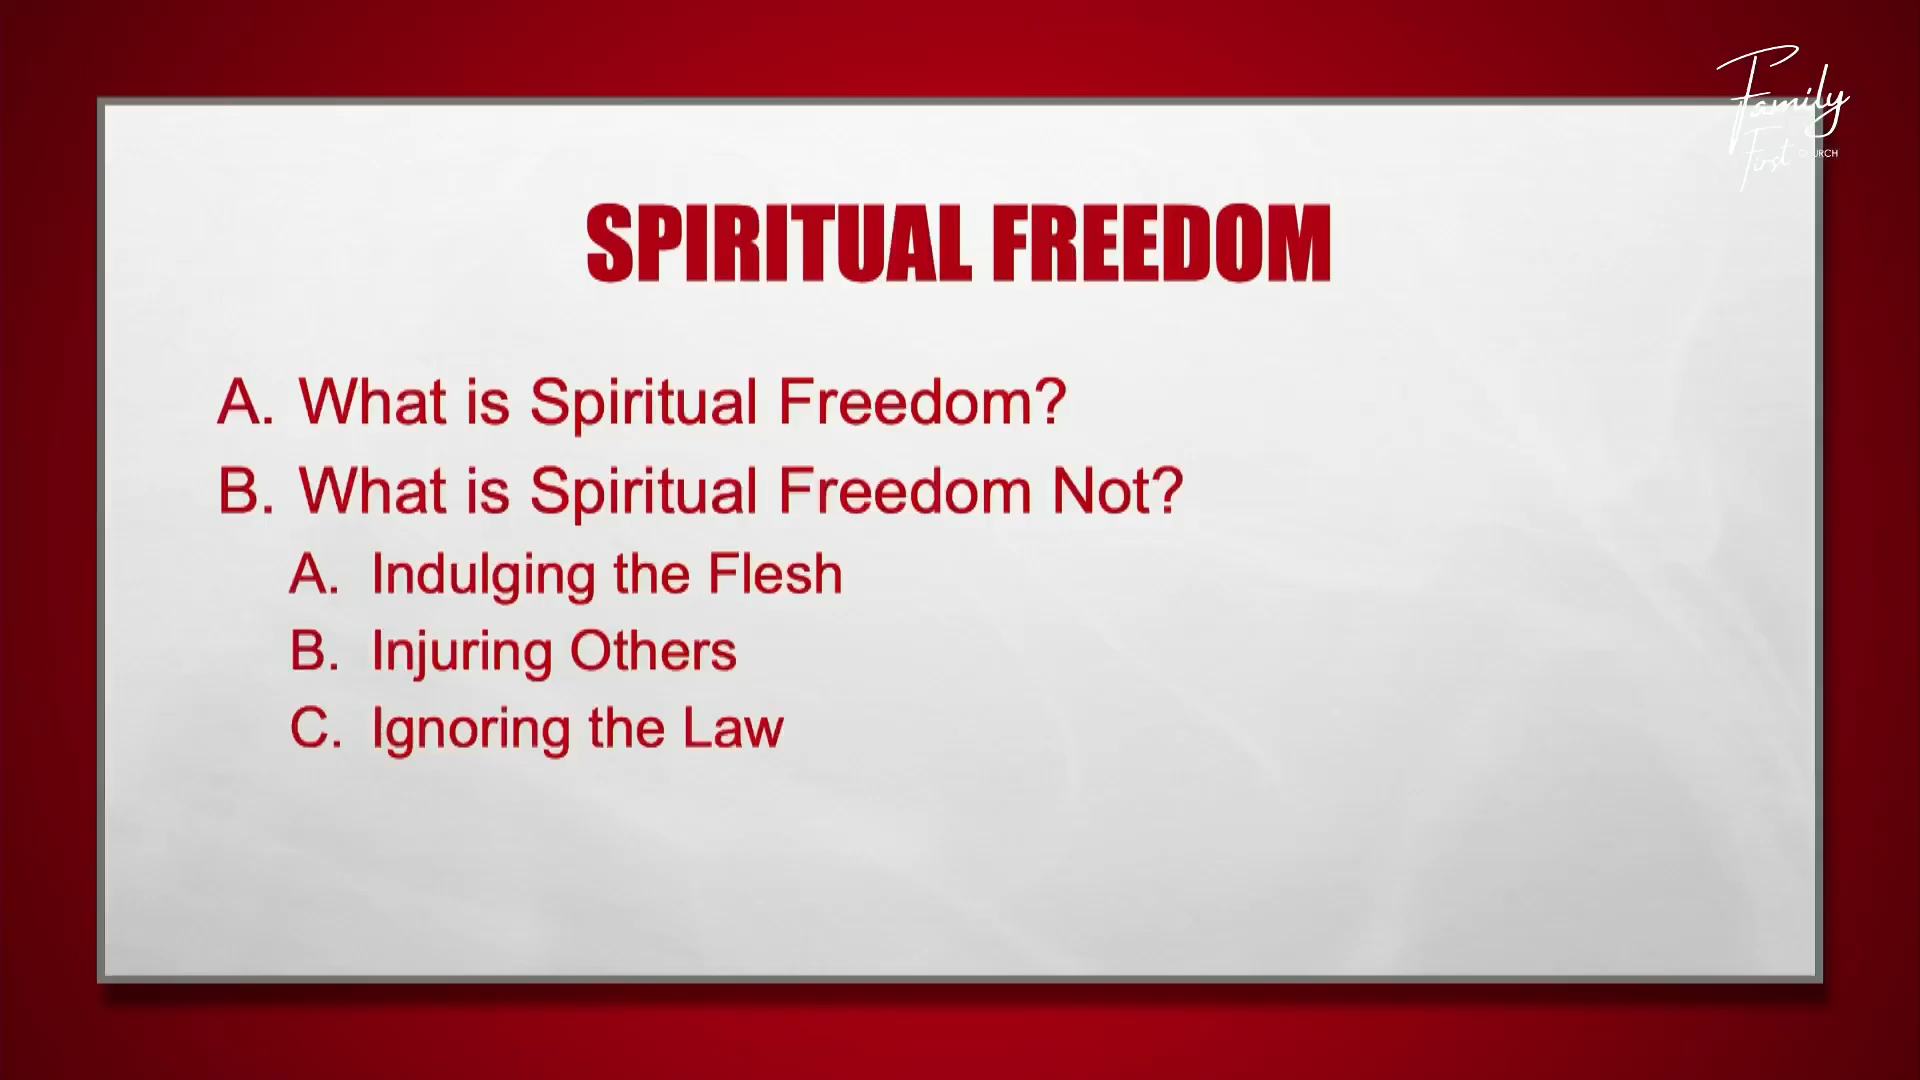 Family
First CHURCH
SPIRITUAL FREEDOM
A. What is Spiritual Freedom?
B. What is Spiritual Freedom Not?
A. Indulging the Flesh
B. Injuring Others
C. Ignoring the Law